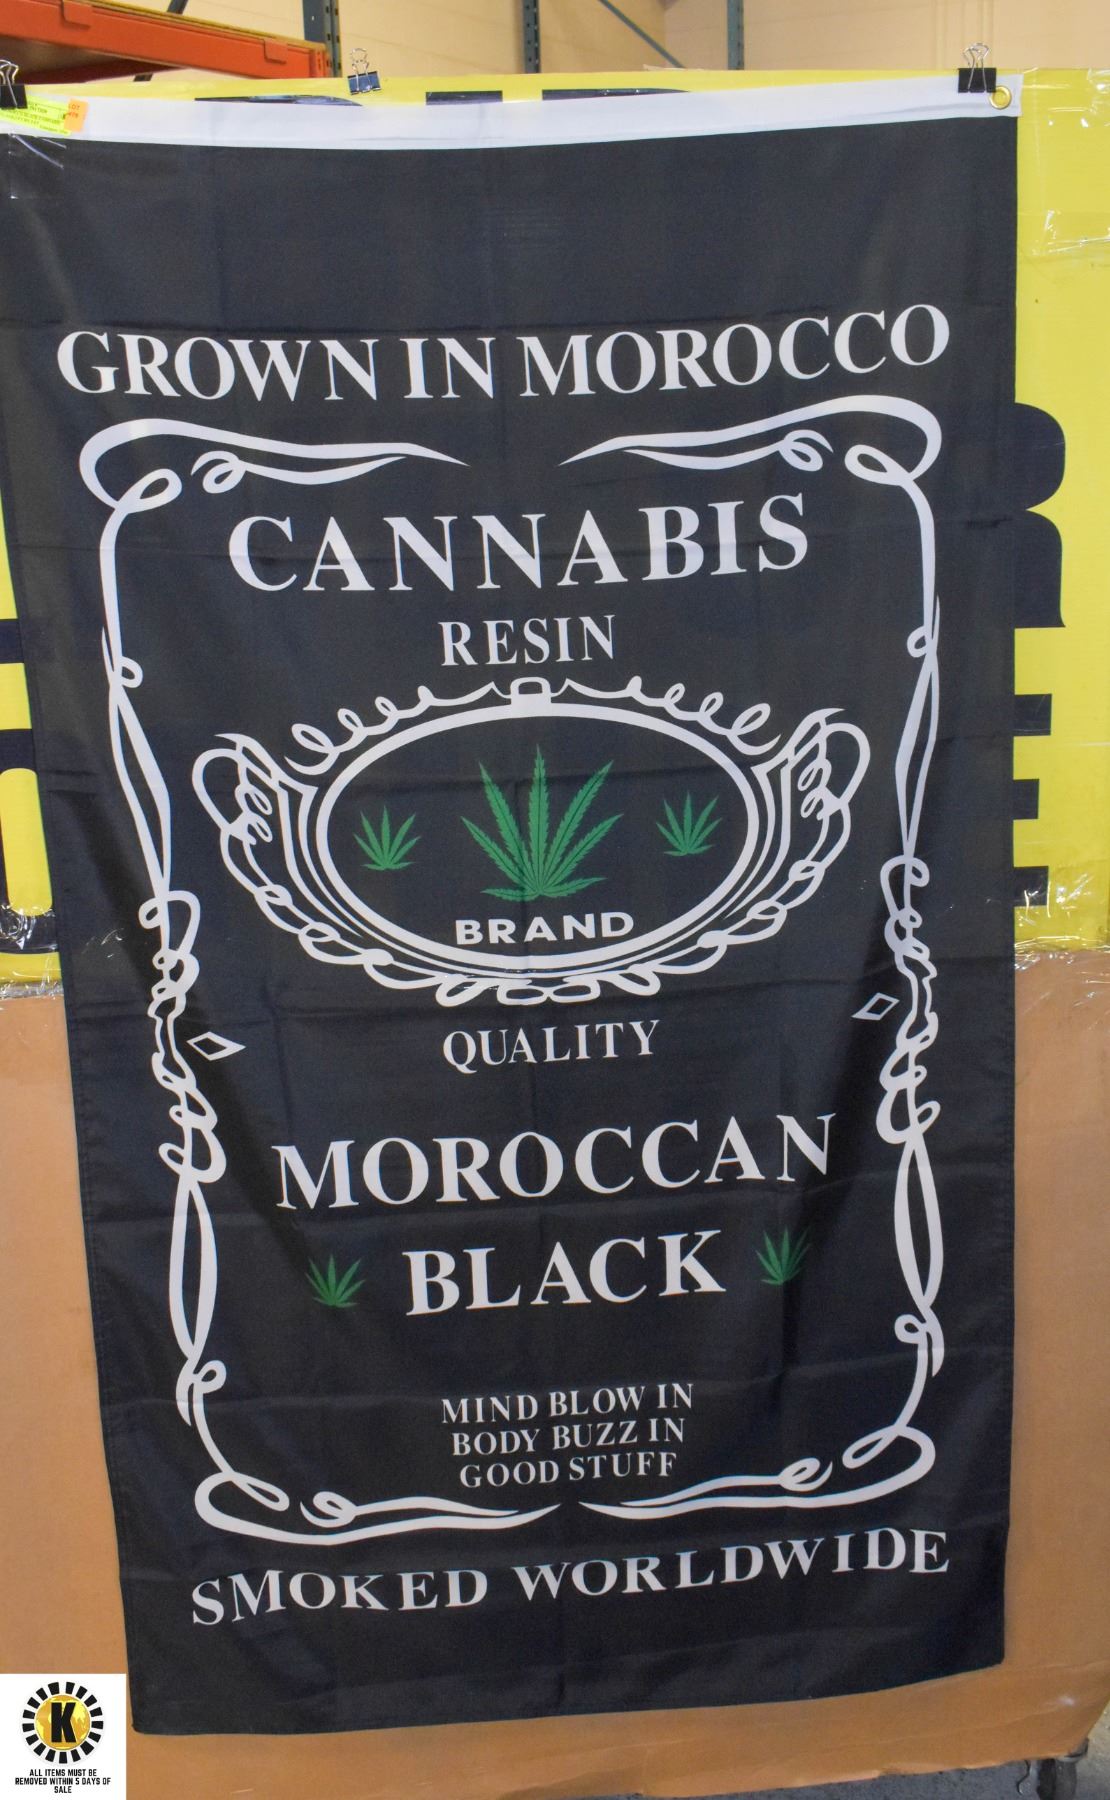 LOT
GROWN IN MOROCCO
CANNABIS
RESIN
BRAND
QUALITY
MOROCCAN
BLACK
MIND BLOW IN
BODY BUZZ IN
GOOD STUFF
SMOKED WORLDWIDE
K
ALL ITEMS MUST BE
REMOVED WITHIN 5 DAYS OF
SALE